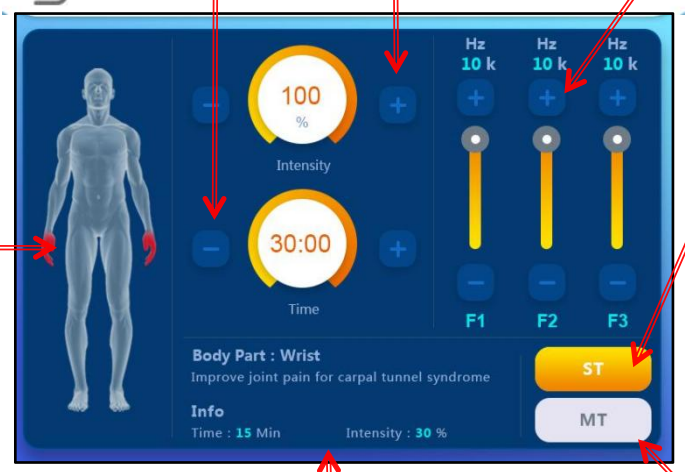 Hz Hz Hz
10 k 10 k 10 k
100
%
Intensity
30:00
Time
F1 F2 F3
Body Part : Wrist
Improve joint pain for carpal tunnel syndrome
ST
Info
Time : 15 Min Intensity : 30 %
MT